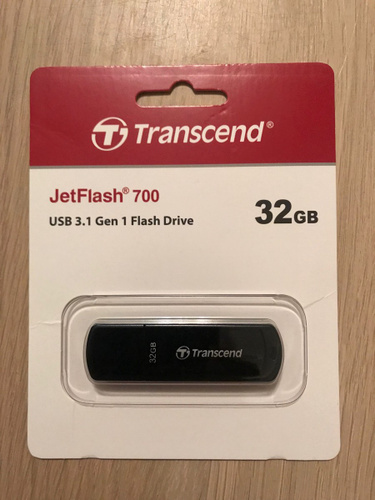 Transcend®
JetFlash® 700
USB 3.1 Gen 1 Flash Drive
32GB
32GB
Transcend